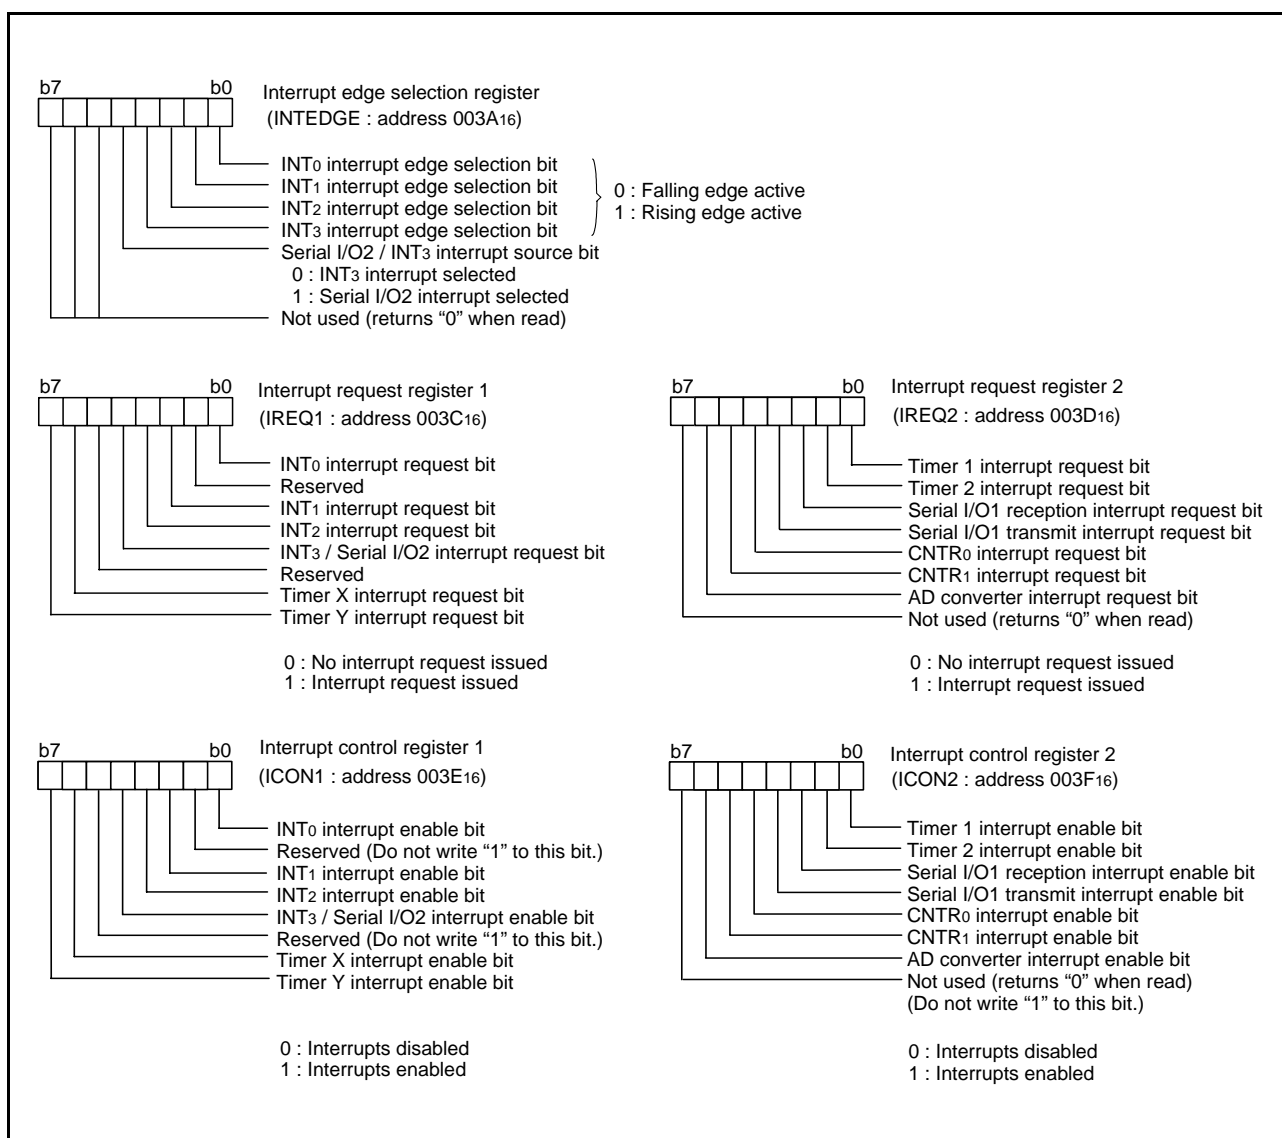 b7 b0 Interrupt edge selection register
(INTEDGE : address 003A16)
INT0 interrupt edge selection bit
INT1 interrupt edge selection bit
INT2 interrupt edge selection bit
INT3 interrupt edge selection bit
0 : Falling edge active
1 : Rising edge active
Serial I/O2 / INT3 interrupt source bit
0 : INT3 interrupt selected
1 : Serial I/O2 interrupt selected
Not used (returns “0” when read)
b7 b0 Interrupt request register 1
(IREQ1 : address 003C16)
INT0 interrupt request bit
Reserved
INT1 interrupt request bit
INT2 interrupt request bit
INT3 / Serial I/O2 interrupt request bit
Reserved
Timer X interrupt request bit
Timer Y interrupt request bit
0 : No interrupt request issued
1 : Interrupt request issued
b7 b0 Interrupt request register 2
(IREQ2 : address 003D16)
Timer 1 interrupt request bit
Timer 2 interrupt request bit
Serial I/O1 reception interrupt request bit
Serial I/O1 transmit interrupt request bit
CNTR0 interrupt request bit
CNTR1 interrupt request bit
AD converter interrupt request bit
Not used (returns “0” when read)
0 : No interrupt request issued
1 : Interrupt request issued
b7 b0 Interrupt control register 1
(ICON1 : address 003E16)
INT0 interrupt enable bit
Reserved (Do not write “1” to this bit.)
INT1 interrupt enable bit
INT2 interrupt enable bit
INT3 / Serial I/O2 interrupt enable bit
Reserved (Do not write “1” to this bit.)
Timer X interrupt enable bit
Timer Y interrupt enable bit
0 : Interrupts disabled
1 : Interrupts enabled
b7 b0 Interrupt control register 2
(ICON2 : address 003F16)
Timer 1 interrupt enable bit
Timer 2 interrupt enable bit
Serial I/O1 reception interrupt enable bit
Serial I/O1 transmit interrupt enable bit
CNTR0 interrupt enable bit
CNTR1 interrupt enable bit
AD converter interrupt enable bit
Not used (returns “0” when read)
(Do not write “1” to this bit.)
0 : Interrupts disabled
1 : Interrupts enabled